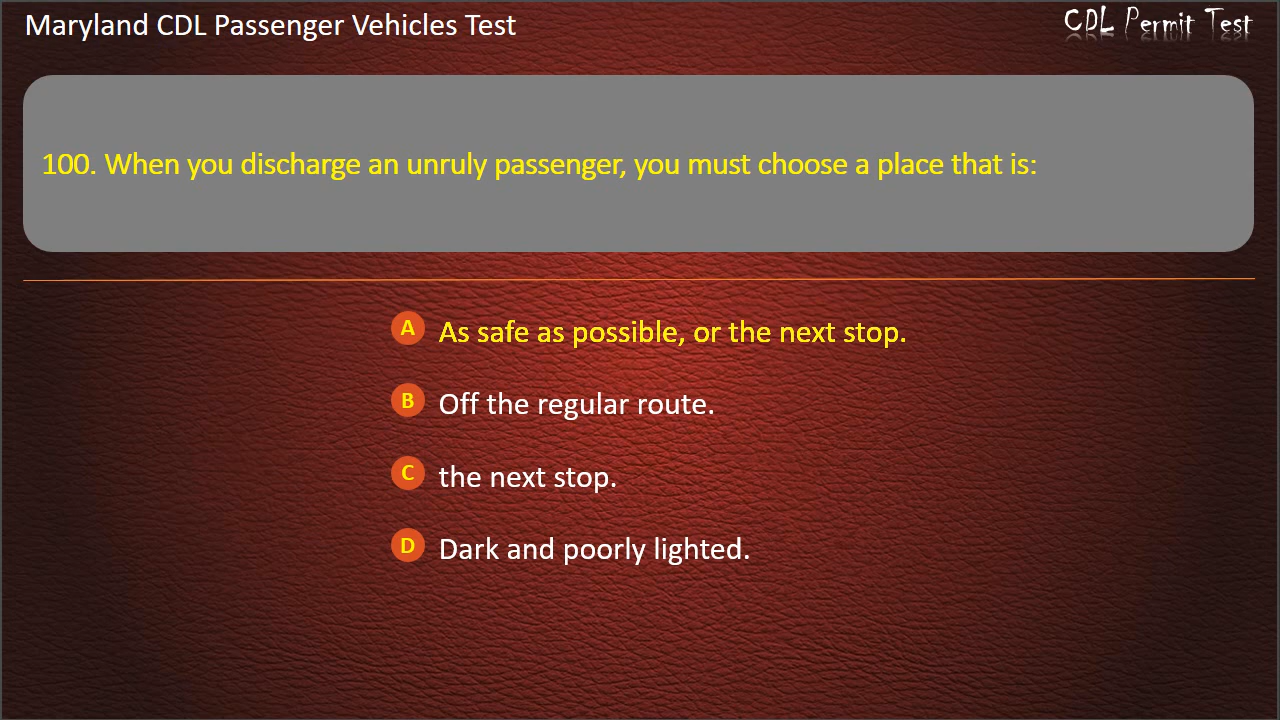 Maryland CDL Passenger Vehicles Test
CDL Permit Test
100. When you discharge an unruly passenger, you must choose a place that is:
A As safe as possible, or the next stop.
B Off the regular route.
C the next stop.
D Dark and poorly lighted.